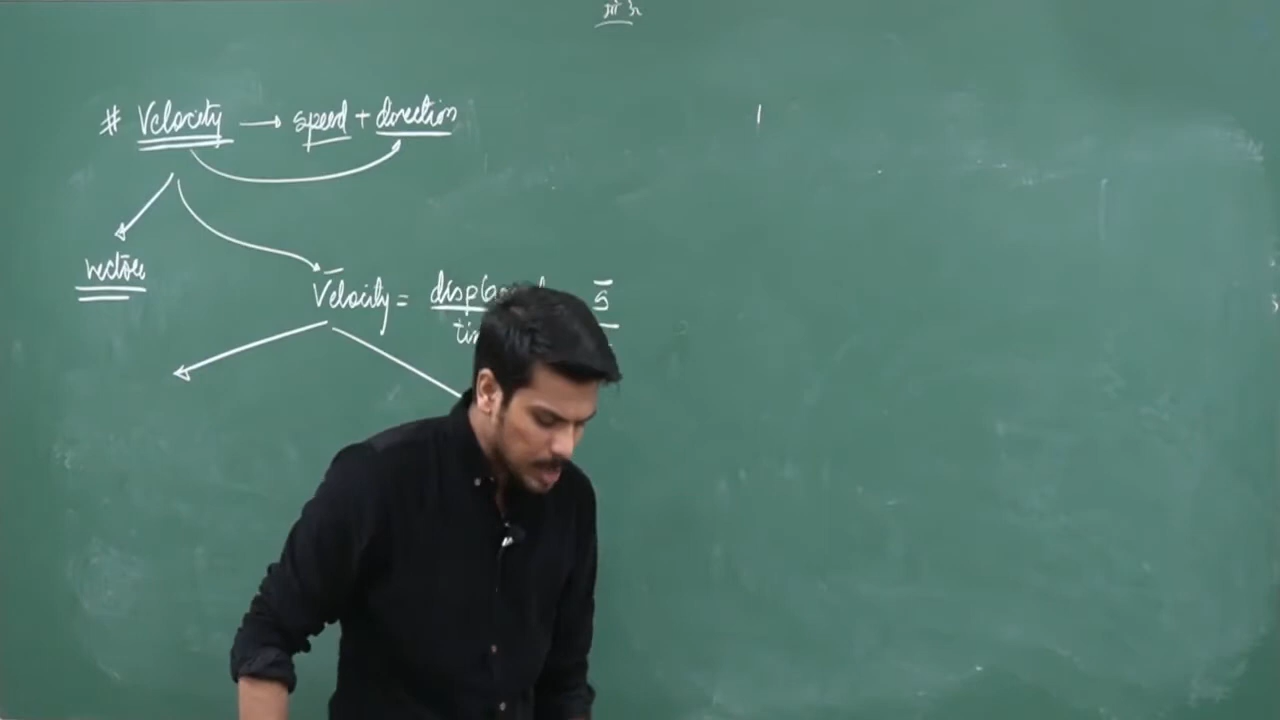 # Velocity → speed + direction
vector
Velocity = s̄